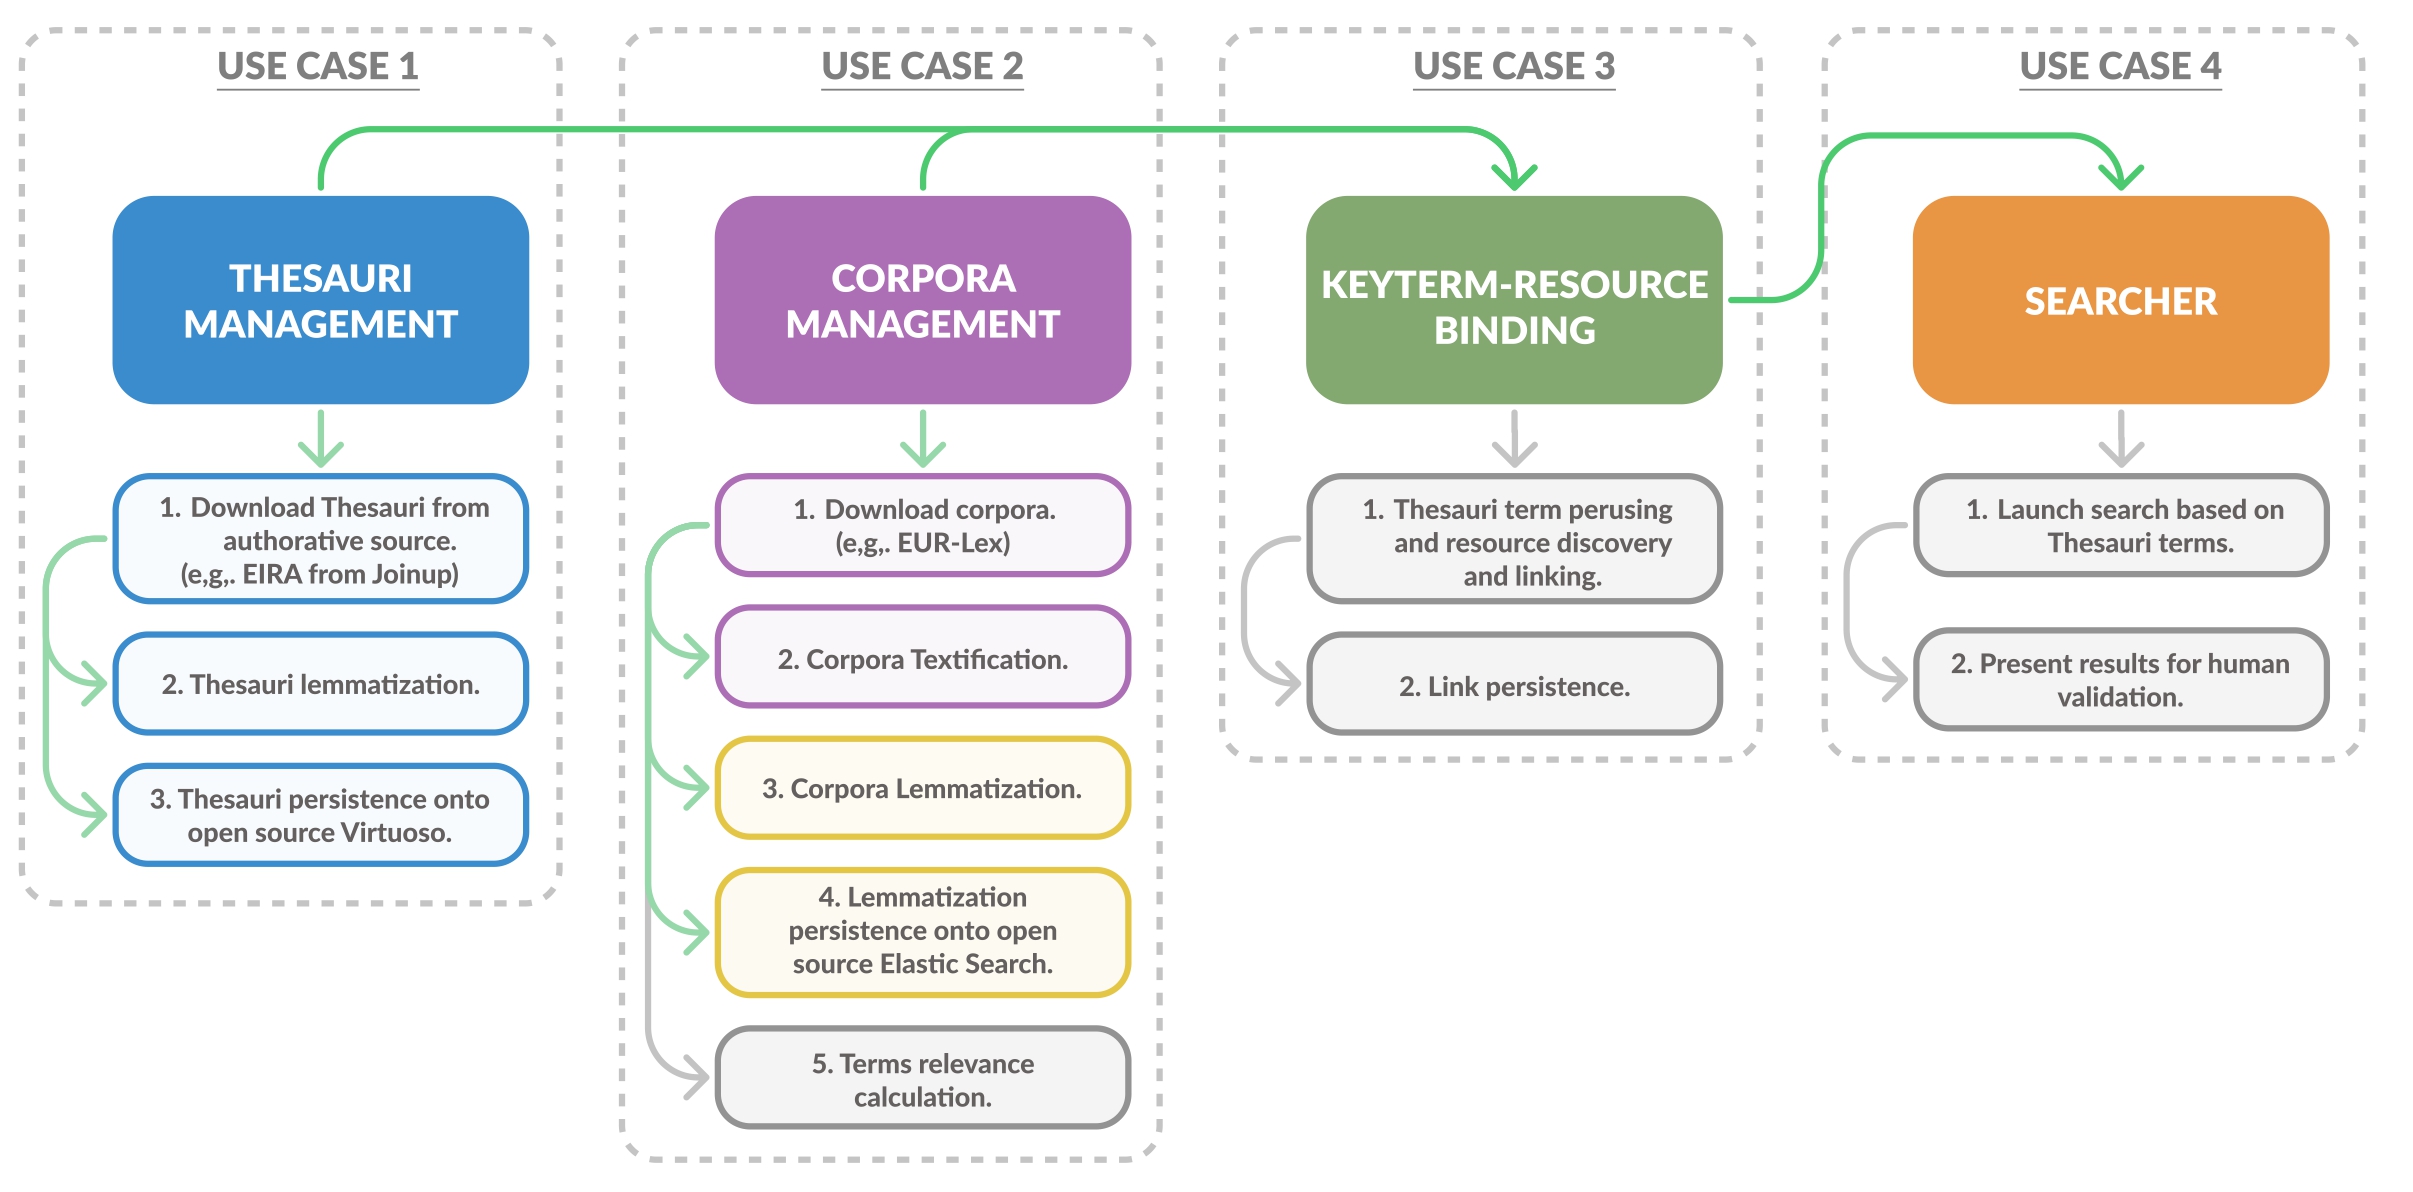 USE CASE 1
THESAURI
MANAGEMENT
1. Download Thesauri from
authorative source.
(e,g,. EIRA from Joinup)
2. Thesauri lemmatization.
3. Thesauri persistence onto
open source Virtuoso.
USE CASE 2
CORPORA
MANAGEMENT
1. Download corpora.
(e,g,. EUR-Lex)
2. Corpora Textification.
3. Corpora Lemmatization.
4. Lemmatization
persistence onto open
source Elastic Search.
5. Terms relevance
calculation.
USE CASE 3
KEYTERM-RESOURCE
BINDING
1. Thesauri term perusing
and resource discovery
and linking.
2. Link persistence.
USE CASE 4
SEARCHER
1. Launch search based on
Thesauri terms.
2. Present results for human
validation.